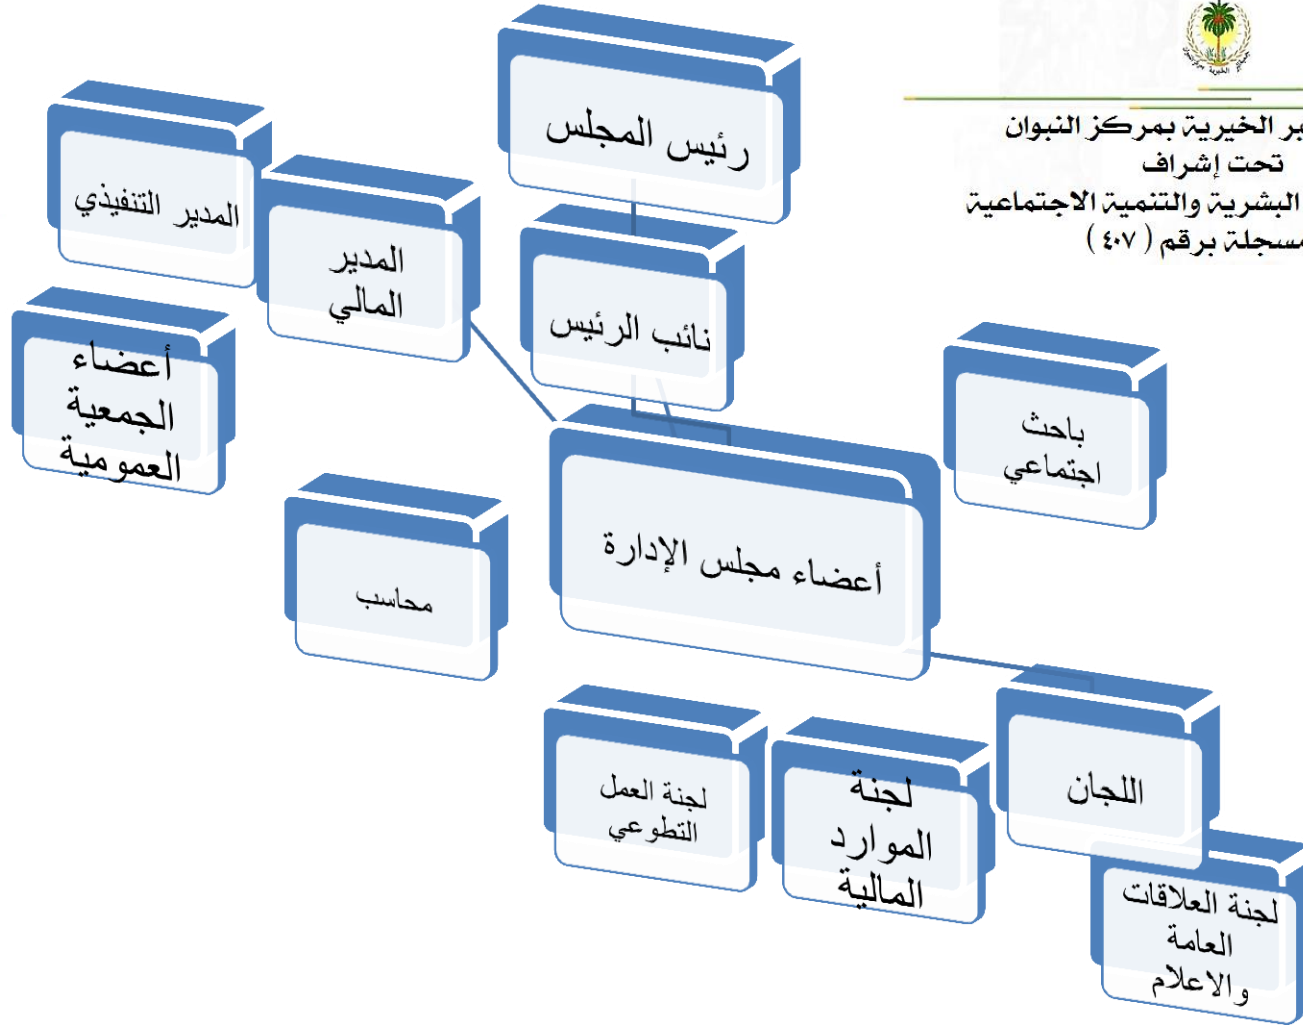 الخيرية بمركز النبوان
تحت إشراف
البشرية والتنمية الاجتماعية
مسجلة برقم ( ٤٠٧ )
رئيس المجلس
نائب الرئيس
المدير التنفيذي
المدير
المالي
أعضاء
الجمعية
العمومية
باحث
اجتماعي
أعضاء مجلس الإدارة
محاسب
اللجان
لجنة
الموارد
المالية
لجنة العمل
التطوعي
لجنة العلاقات
العامة
والاعلام